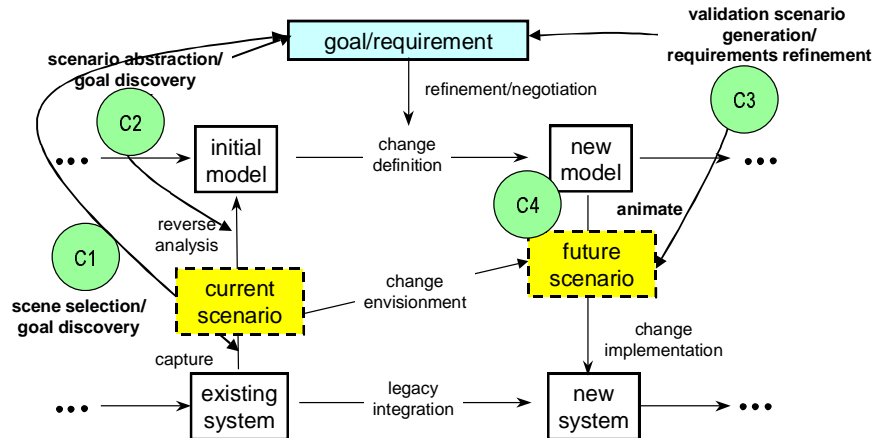 validation scenario
generation/
requirements refinement
goal/requirement
scenario abstraction/
goal discovery
refinement/negotiation
C3
C2
initial
model
change
definition
new
model
•••
•••
C4
animate
reverse
analysis
C1
future
scenario
current
scenario
change
envisionment
scene selection/
goal discovery
change
implementation
capture
existing
system
legacy
integration
new
system
•••
•••